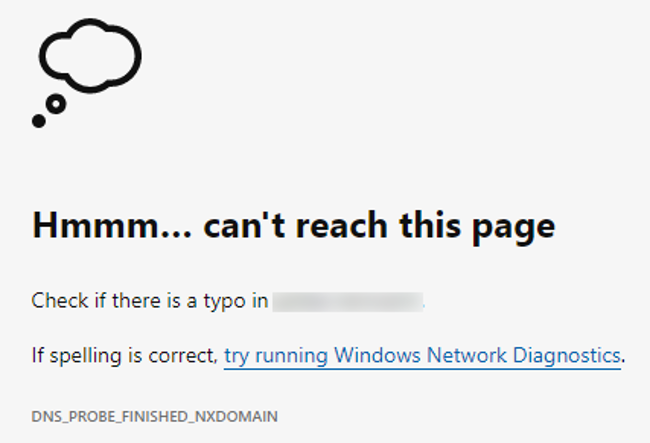 Hmmm... can't reach this page
Check if there is a typo in
If spelling is correct, try running Windows Network Diagnostics.
DNS_PROBE_FINISHED_NXDOMAIN